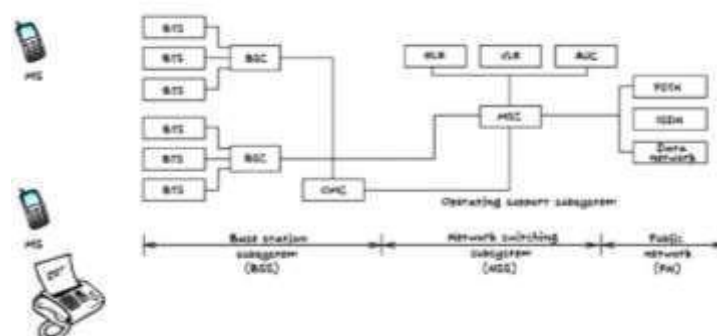 MS
BTS
BTS
BTS
BSC
BTS
BTS
BTS
BSC
HLR
VLR
AUC
MSC
PSTN
ISDN
Data
network
OMC
Operating support subsystem
MS
Base station
subsystem
(BSS)
Network switching
subsystem
(NSS)
Public
network
(PN)